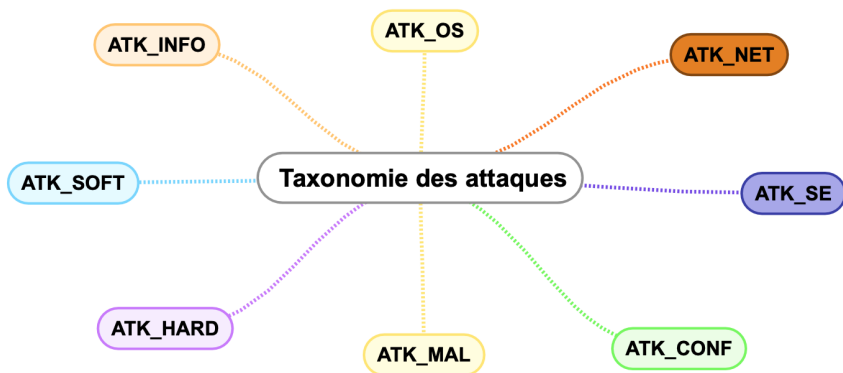 ATK_OS
ATK_INFO
ATK_NET
Taxonomie des attaques
ATK_SOFT
ATK_SE
ATK_HARD
ATK_MAL
ATK_CONF